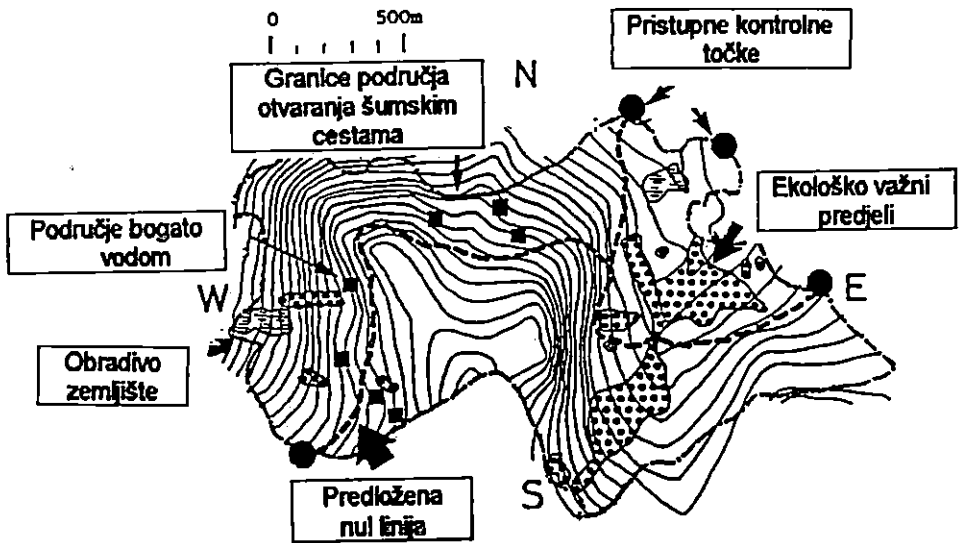 0 500m
Pristupne kontrolne
točke
Granice područja
otvaranja šumskim
cestama
N
Ekološko važni
predjeli
Područje bogato
vodom
W
E
Obradivo
zemljište
S
Predložena
nul linija